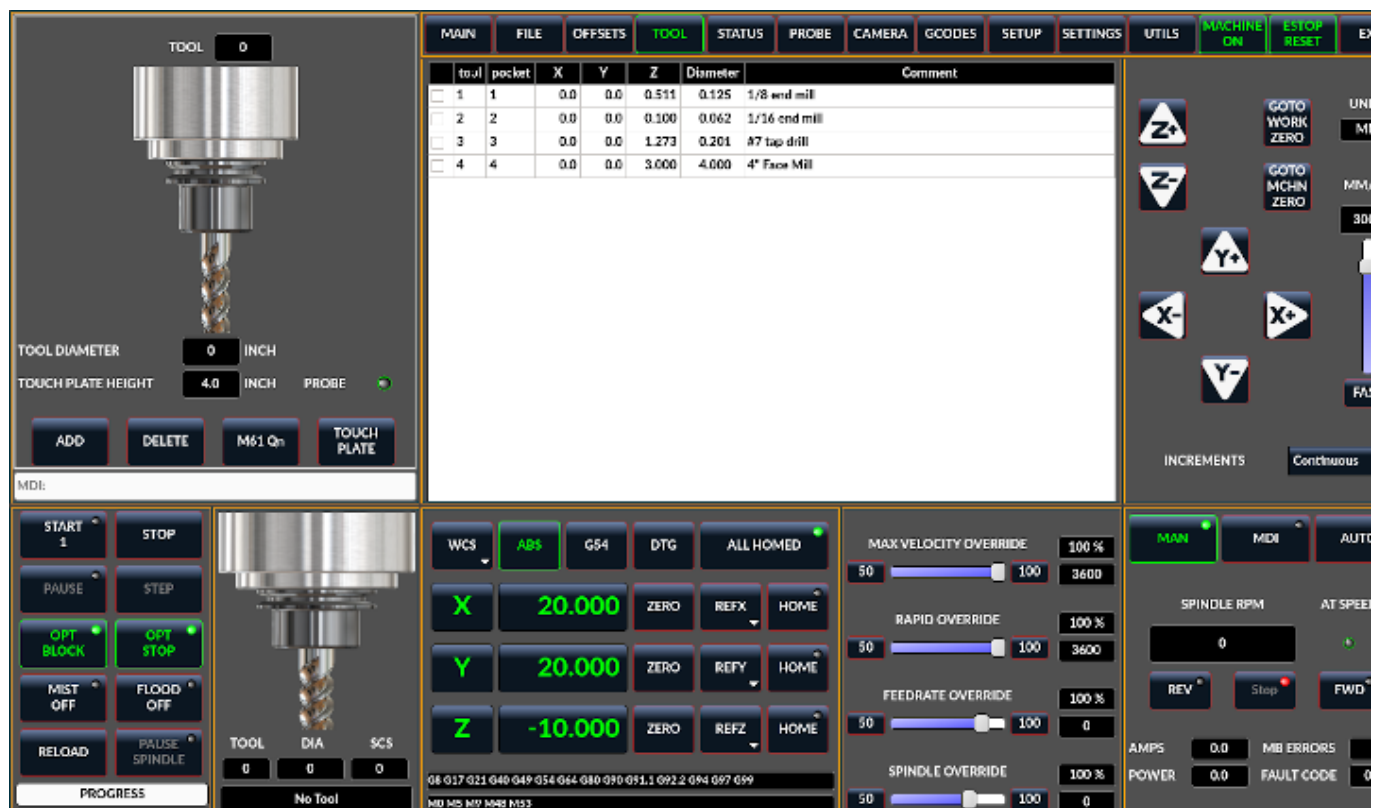 MAIN FILE OFFSETS TOOL STATUS PROBE CAMERA GCODES SETUP SETTINGS UTILS MACHINE ON ESTOP RESET
TOOL 0
TOOL DIAMETER 0 INCH
TOUCH PLATE HEIGHT 4.0 INCH PROBE
ADD DELETE M61 Qn TOUCH PLATE
MDI:
tool pocket X Y Z Diameter Comment
1 1 0.0 0.0 0.511 0.125 1/8 end mill
2 2 0.0 0.0 0.100 0.062 1/16 end mill
3 3 0.0 0.0 1.273 0.201 #7 tap drill
4 4 0.0 0.0 3.000 4.000 4" Face Mill
Z+ GOTO WORK ZERO
Z- GOTO MCHN ZERO
Y+
X- X+
Y-
INCREMENTS Continuous
START 1 STOP
PAUSE STEP
OPT BLOCK OPT STOP
MIST OFF FLOOD OFF
RELOAD PAUSE SPINDLE
PROGRESS
TOOL DIA SCS
0 0 0
No Tool
WCS ABS G54 DTG ALL HOMED
X 20.000 ZERO REFX HOME
Y 20.000 ZERO REFY HOME
Z -10.000 ZERO REFZ HOME
G8 G17 G21 G40 G49 G54 G64 G80 G90 G91.1 G92.2 G94 G97 G99
M0 M5 M9 M48 M53
MAX VELOCITY OVERRIDE 100 %
50 100 3600
RAPID OVERRIDE 100 %
50 100 3600
FEEDRATE OVERRIDE 100 %
50 100 0
SPINDLE OVERRIDE 100 %
50 100 0
MAN MDI AUTO
SPINDLE RPM AT SPEED
0
REV Stop FWD
AMPS 0.0 MB ERRORS
POWER 0.0 FAULT CODE